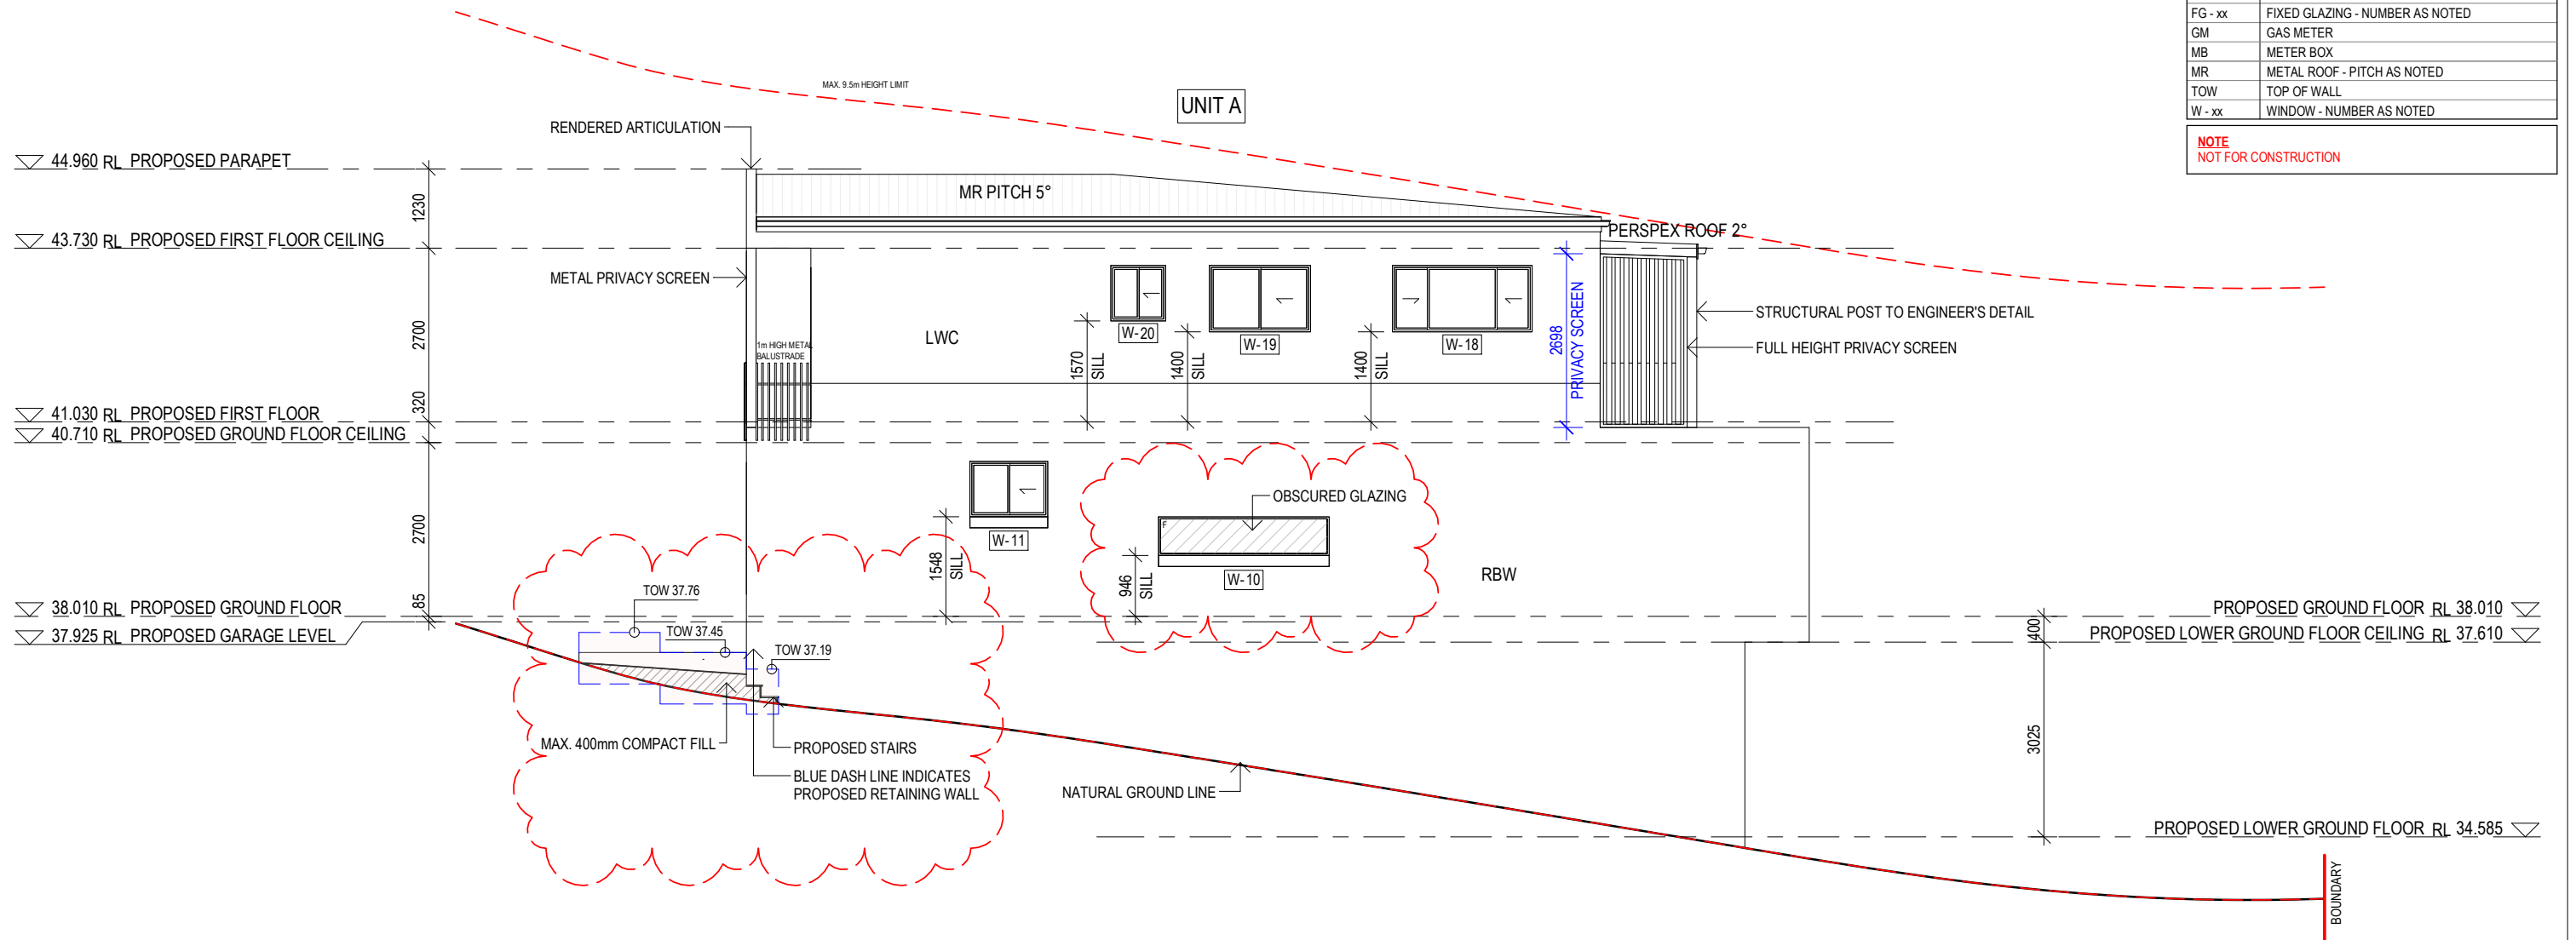 FG - xx FIXED GLAZING - NUMBER AS NOTED
GM GAS METER
MB METER BOX
MR METAL ROOF - PITCH AS NOTED
TOW TOP OF WALL
W - xx WINDOW - NUMBER AS NOTED
NOTE
NOT FOR CONSTRUCTION
MAX. 9.5m HEIGHT LIMIT
UNIT A
RENDERED ARTICULATION
44.960 RL PROPOSED PARAPET
1230
MR PITCH 5°
43.730 RL PROPOSED FIRST FLOOR CEILING
PERSPEX ROOF 2°
METAL PRIVACY SCREEN
2700
1m HIGH METAL
BALUSTRADE
LWC
W-20
W-19
W-18
1570
SILL
1400
SILL
1400
SILL
2698
PRIVACY SCREEN
STRUCTURAL POST TO ENGINEER'S DETAIL
FULL HEIGHT PRIVACY SCREEN
320
41.030 RL PROPOSED FIRST FLOOR
40.710 RL PROPOSED GROUND FLOOR CEILING
2700
W-11
1548
SILL
OBSCURED GLAZING
F
W-10
946
SILL
RBW
85
38.010 RL PROPOSED GROUND FLOOR
37.925 RL PROPOSED GARAGE LEVEL
TOW 37.76
TOW 37.45
TOW 37.19
PROPOSED GROUND FLOOR RL 38.010
400
PROPOSED LOWER GROUND FLOOR CEILING RL 37.610
MAX. 400mm COMPACT FILL
PROPOSED STAIRS
BLUE DASH LINE INDICATES
PROPOSED RETAINING WALL
NATURAL GROUND LINE
3025
PROPOSED LOWER GROUND FLOOR RL 34.585
BOUNDARY